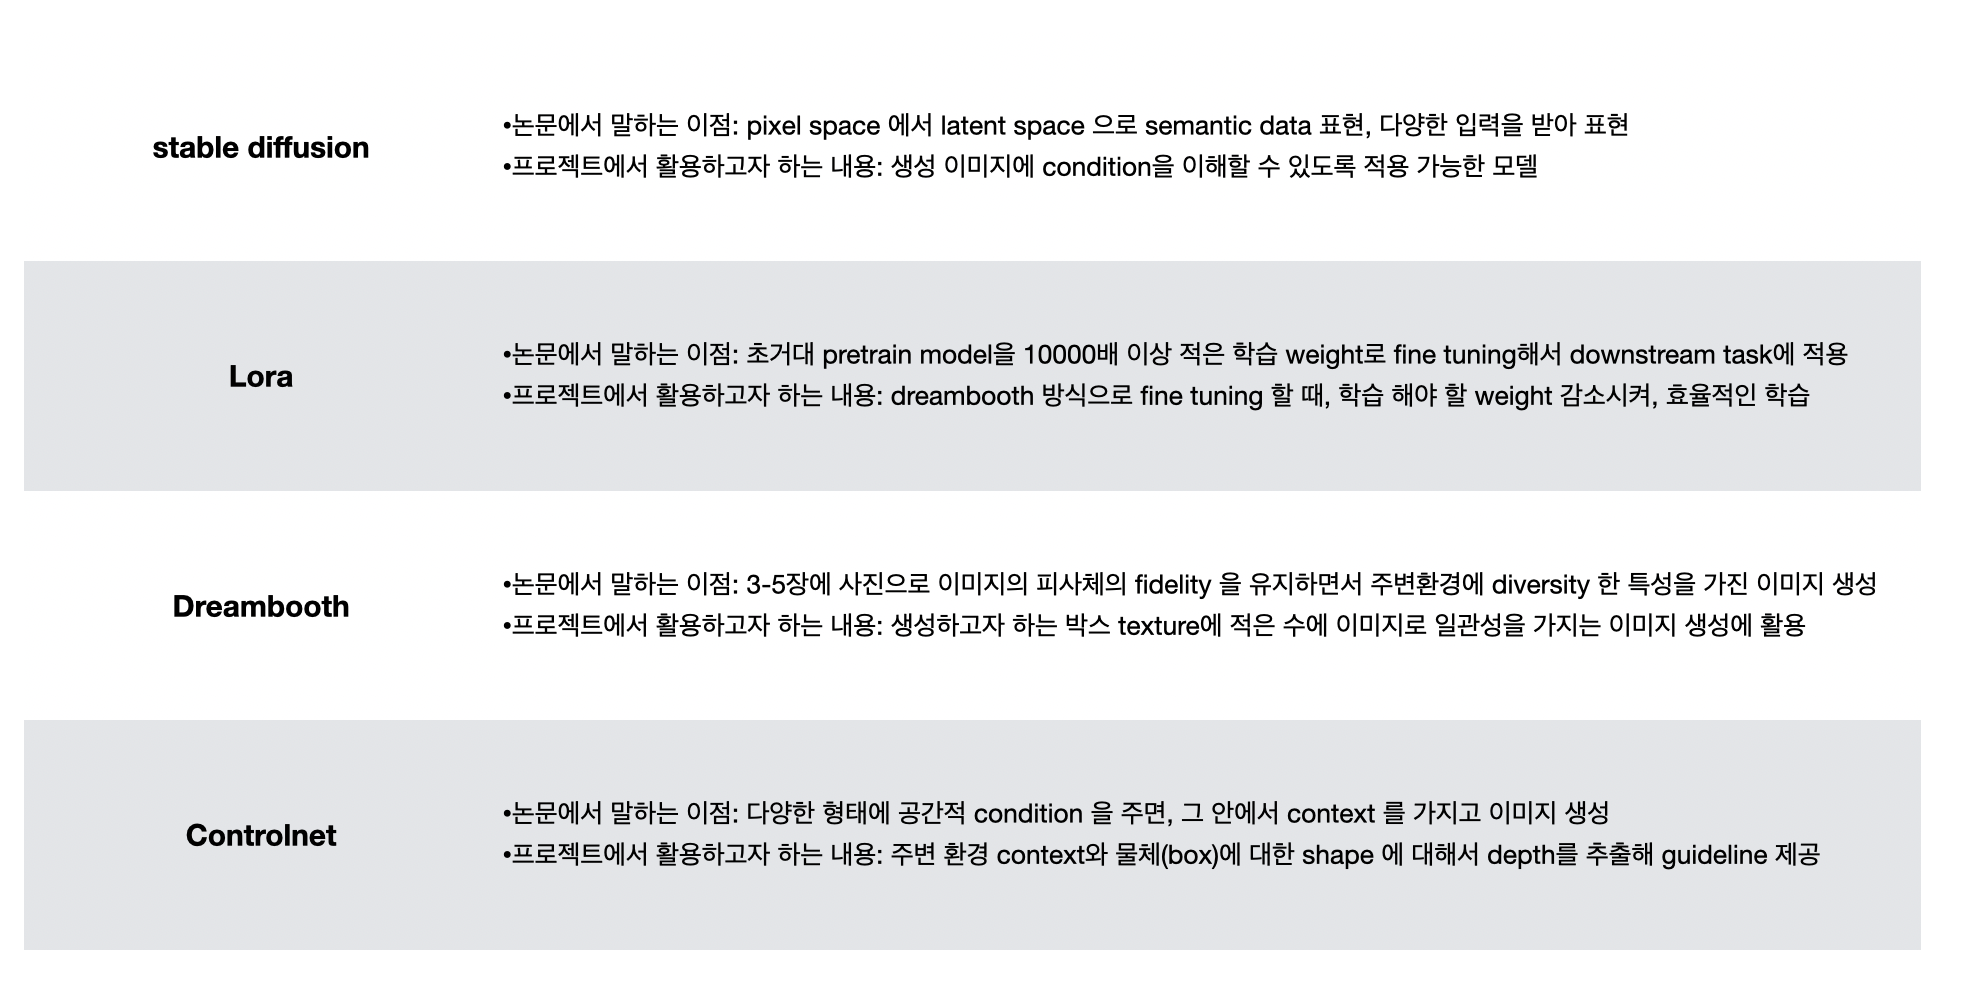 stable diffusion
•논문에서 말하는 이점: pixel space 에서 latent space 으로 semantic data 표현, 다양한 입력을 받아 표현
•프로젝트에서 활용하고자 하는 내용: 생성 이미지에 condition을 이해할 수 있도록 적용 가능한 모델
Lora
•논문에서 말하는 이점: 초거대 pretrain model을 10000배 이상 적은 학습 weight로 fine tuning해서 downstream task에 적용
•프로젝트에서 활용하고자 하는 내용: dreambooth 방식으로 fine tuning 할 때, 학습 해야 할 weight 감소시켜, 효율적인 학습
Dreambooth
•논문에서 말하는 이점: 3-5장에 사진으로 이미지의 피사체의 fidelity 을 유지하면서 주변환경에 diversity 한 특성을 가진 이미지 생성
•프로젝트에서 활용하고자 하는 내용: 생성하고자 하는 박스 texture에 적은 수에 이미지로 일관성을 가지는 이미지 생성에 활용
Controlnet
•논문에서 말하는 이점: 다양한 형태에 공간적 condition 을 주면, 그 안에서 context 를 가지고 이미지 생성
•프로젝트에서 활용하고자 하는 내용: 주변 환경 context와 물체(box)에 대한 shape 에 대해서 depth를 추출해 guideline 제공